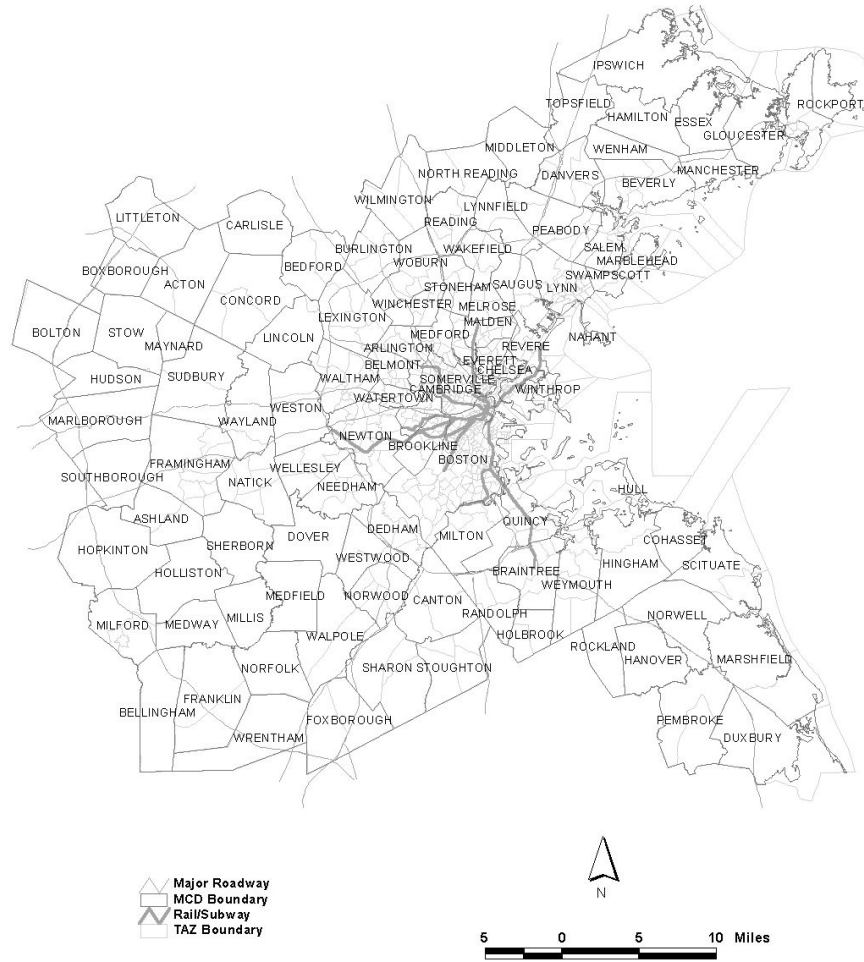 IPSWICH
ROCKPORT
TOPSFIELD
HAMILTON
ESSEX
GLOUCESTER
MIDDLETON
WENHAM
NORTH READING
DANVERS
MANCHESTER
BEVERLY
WILMINGTON
LYNNFIELD
LITTLETON
CARLISLE
READING
PEABODY
BURLINGTON
WAKEFIELD
SALEM
WOBURN
MARBLEHEAD
BOXBOROUGH
BEDFORD
SWAMPSCOTT
ACTON
STONEHAM
SAUGUS
LYNN
CONCORD
WINCHESTER
MELROSE
LEXINGTON
MALDEN
BOLTON
STOW
LINCOLN
MEDFORD
NAHANT
MAYNARD
ARLINGTON
REVERE
EVERETT
BELMONT
CHELSEA
HUDSON
SUDBURY
WALTHAM
SOMERVILLE
CAMBRIDGE
WINTHROP
WATERTOWN
WESTON
MARLBOROUGH
WAYLAND
NEWTON
BROOKLINE
BOSTON
FRAMINGHAM
WELLESLEY
SOUTHBOROUGH
NATICK
NEEDHAM
HULL
ASHLAND
QUINCY
DEDHAM
DOVER
MILTON
COHASSET
HOPKINTON
SHERBORN
WESTWOOD
HINGHAM
SCITUATE
HOLLISTON
BRAINTREE
WEYMOUTH
MEDFIELD
NORWOOD
CANTON
RANDOLPH
NORWELL
MILFORD
MEDWAY
MILLIS
WALPOLE
HOLBROOK
ROCKLAND
HANOVER
MARSHFIELD
NORFOLK
SHARON
STOUGHTON
FRANKLIN
BELLINGHAM
FOXBOROUGH
PEMBROKE
WRENTHAM
DUXBURY
N
Major Roadway
MCD Boundary
Rail/Subway
TAZ Boundary
5 0 5 10 Miles